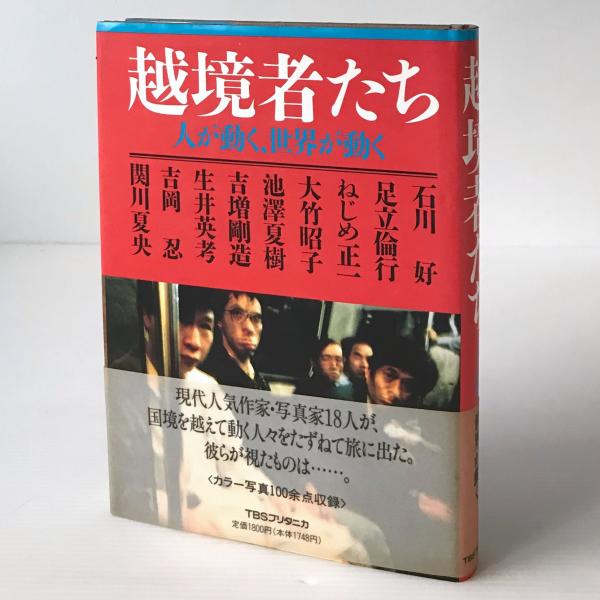 越境者たち
人が動く、世界が動く
石川 好
足立倫行
ねじめ正一
大竹昭子
池澤夏樹
吉増剛造
生井英考
吉岡 忍
関川夏央
現代人気作家・写真家18人が、
国境を越えて動く人々をたずねて旅に出た。
彼らが視たものは……。
〈カラー写真100余点収録〉
TBSブリタニカ
定価1800円(本体1748円)
越境者たち